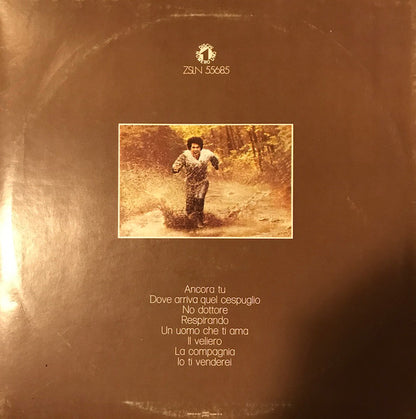 1
ZSLN 55685
Ancora tu
Dove arriva quel cespuglio
No dottore
Respirando
Un uomo che ti ama
Il veliero
La compagnia
Io ti venderei